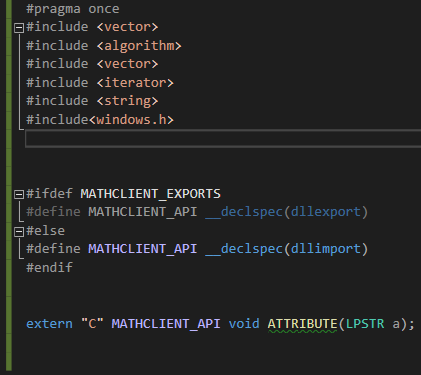 #pragma once
#include <vector>
#include <algorithm>
#include <vector>
#include <iterator>
#include <string>
#include<windows.h>
#ifdef MATHCLIENT_EXPORTS
#define MATHCLIENT_API __declspec(dllexport)
#else
#define MATHCLIENT_API __declspec(dllimport)
#endif
extern "C" MATHCLIENT_API void ATTRIBUTE(LPSTR a);